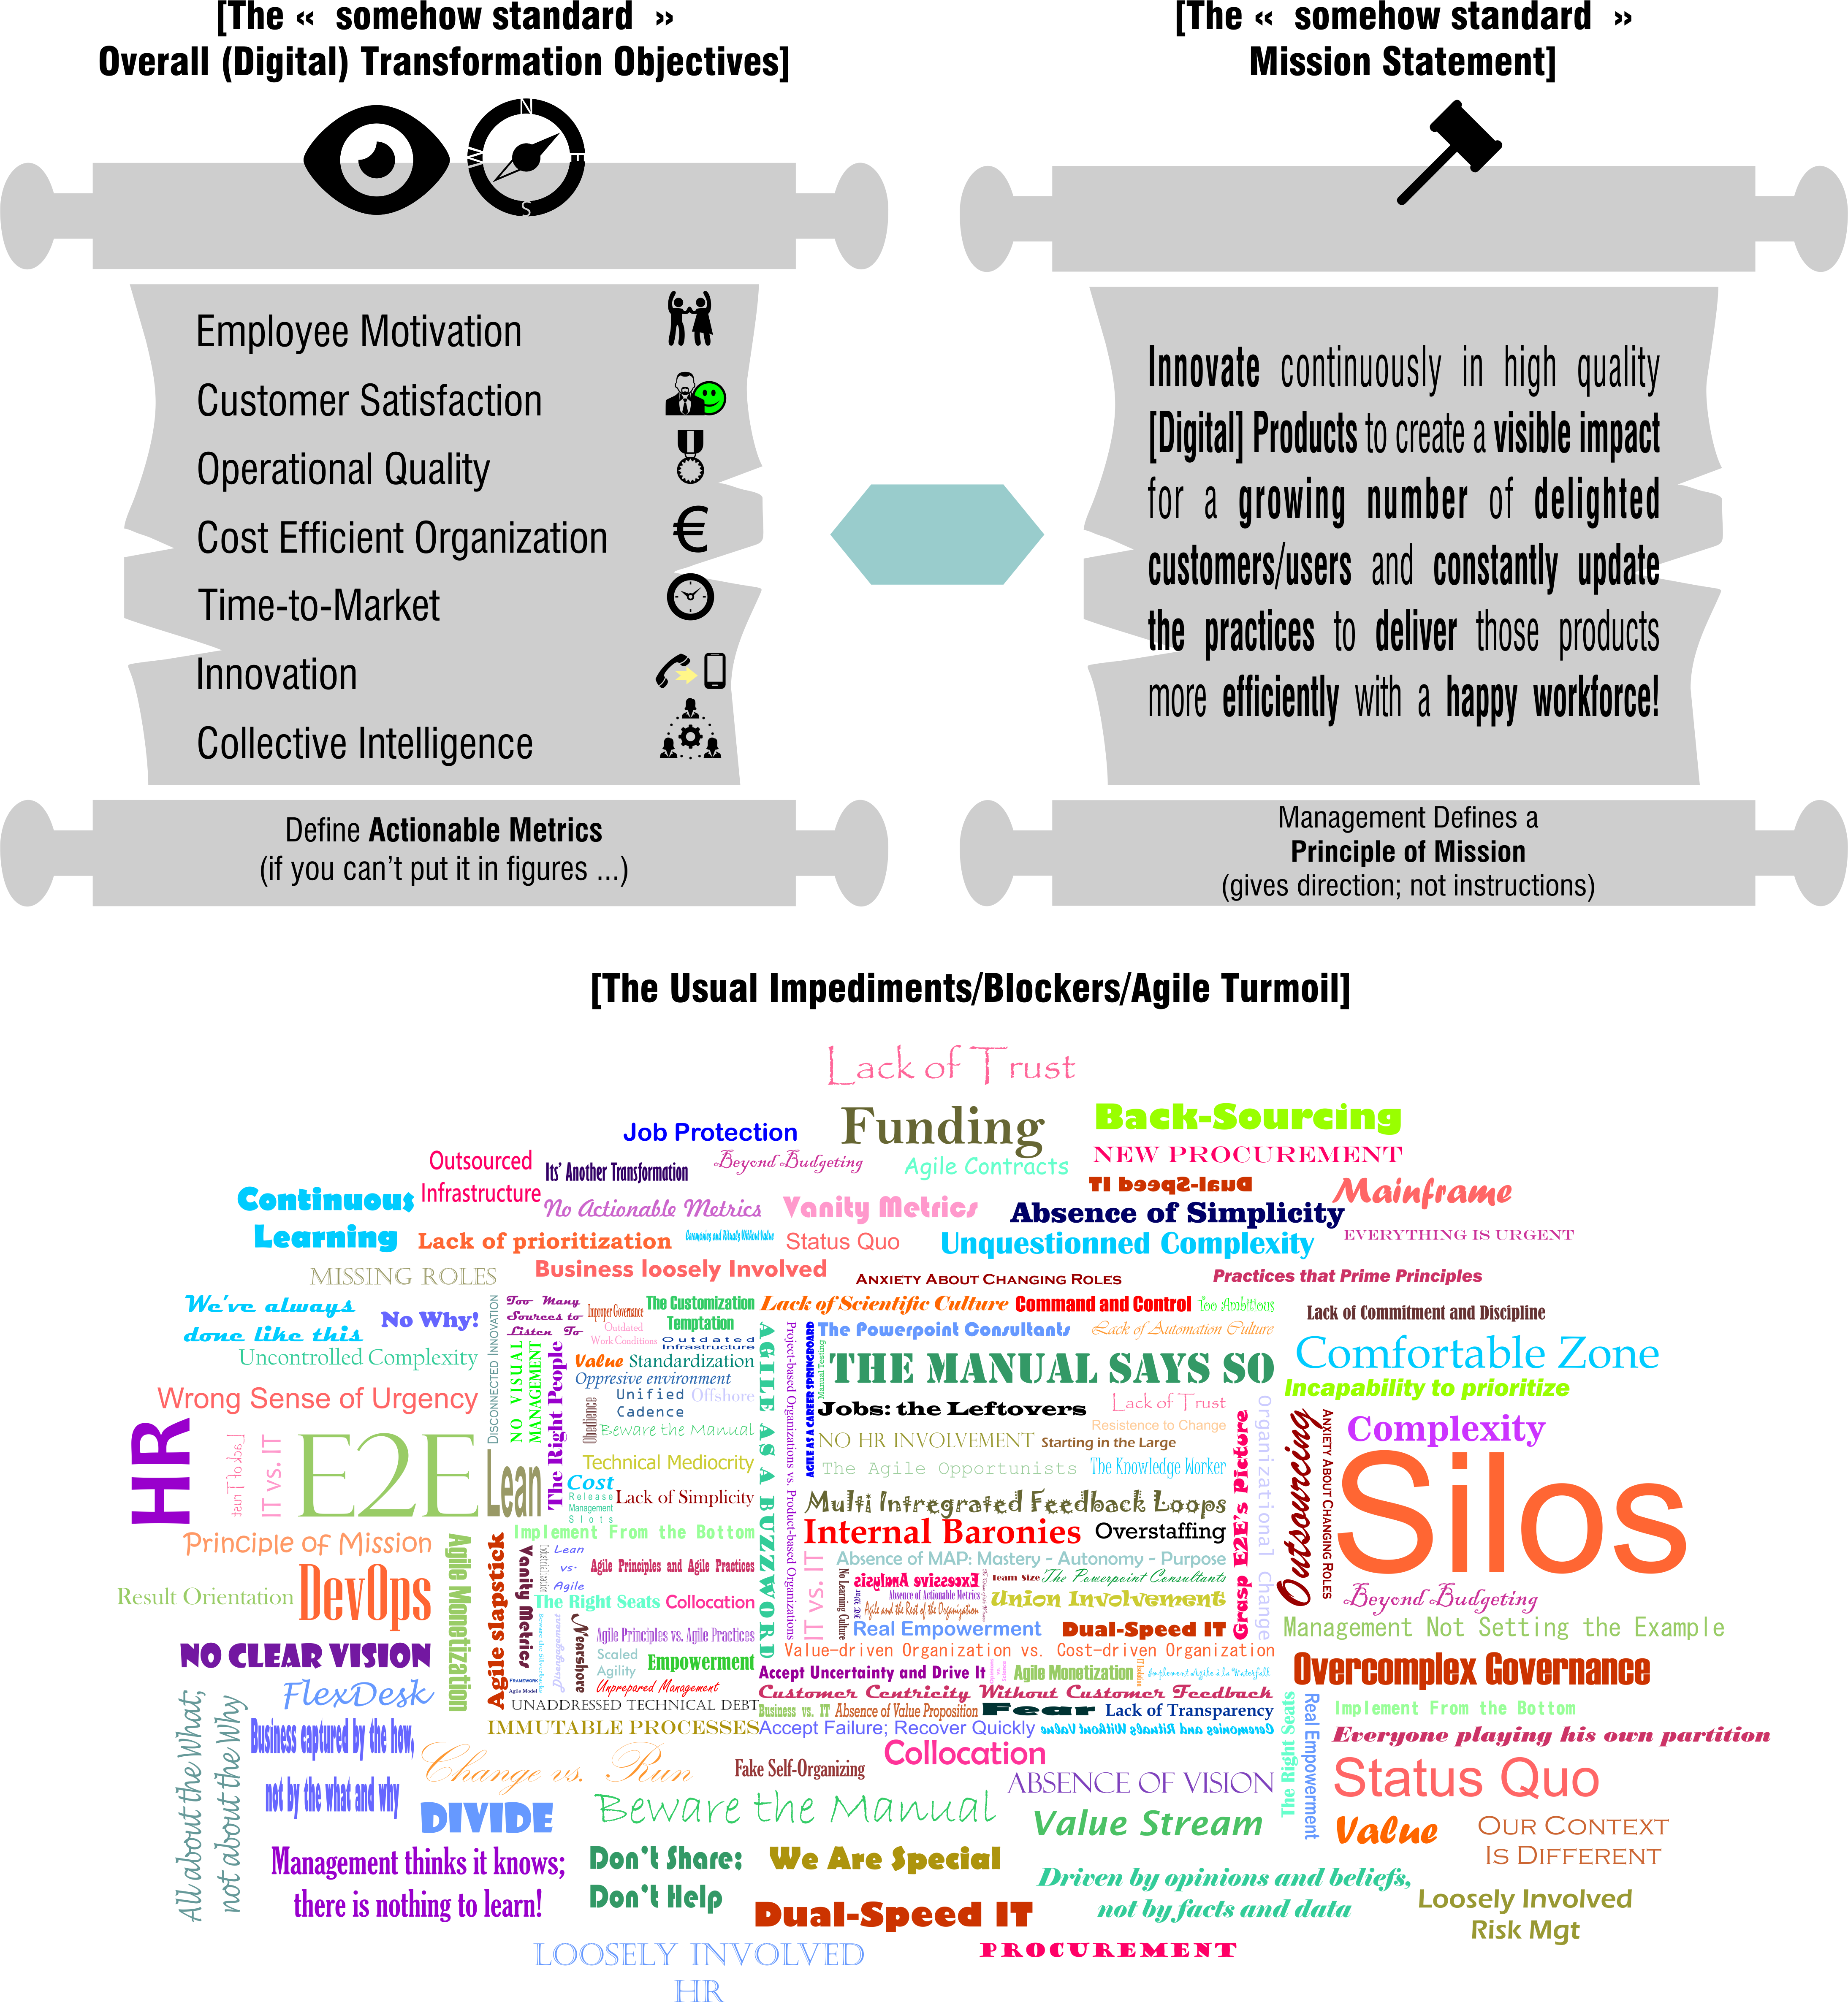 [The «  somehow standard  »
Overall (Digital) Transformation Objectives]
[The «  somehow standard  »
Mission Statement]
N
W
E
S
Employee Motivation
Customer Satisfaction
Operational Quality
Cost Efficient Organization
€
Time-to-Market
Innovation
Collective Intelligence
Define Actionable Metrics
(if you can't put it in figures ...)
Innovate continuously in high quality
[Digital] Products to create a visible impact
for a growing number of delighted
customers/users and constantly update
the practices to deliver those products
more efficiently with a happy workforce!
Management Defines a
Principle of Mission
(gives direction; not instructions)
[The Usual Impediments/Blockers/Agile Turmoil]
Lack of Trust
Funding
Back-Sourcing
Job Protection
NEW PROCUREMENT
Outsourced
Infrastructure
Its' Another Transformation
Beyond Budgeting
Agile Contracts
Dual-Speed IT
Mainframe
Continuous
Learning
No Actionable Metrics
Vanity Metrics
Absence of Simplicity
EVERYTHING IS URGENT
Lack of prioritization
Ceremonies and Rituals Without Value
Status Quo
Unquestionned Complexity
MISSING ROLES
Business loosely Involved
ANXIETY ABOUT CHANGING ROLES
Practices that Prime Principles
We've always
done like this
No Why!
DISCONNECTED INNOVATION
Too Many
Sources to
Listen To
Improper Governance
The Customization
Temptation
Lack of Scientific Culture
Command and Control
Too Ambitious
Lack of Commitment and Discipline
Outdated
Work Conditions
Outdated
Infrastructure
The Powerpoint Consultants
Lack of Automation Culture
Uncontrolled Complexity
NO VISUAL
MANAGEMENT
The Right People
Value
Standardization
Oppresive environment
AGILE AS A BUZZWORD
Project-based Organizations vs. Product-based Organizations
AGILE AS A CAREER SPRINGBOARD
Manual Testing
THE MANUAL SAYS SO
Comfortable Zone
Incapability to prioritize
Wrong Sense of Urgency
Unified
Cadence
Offshore
Obedience
Beware the Manual
Jobs: the Leftovers
Lack of Trust
Resistence to Change
Organizational Change
HR
Lack of Trust
IT vs. IT
E2E
Lean
Technical Mediocrity
NO HR INVOLVEMENT
Starting in the Large
The Agile Opportunists
The Knowledge Worker
Grasp E2E's Picture
Outsourcing
ANXIETY ABOUT CHANGING ROLES
Complexity
Silos
Cost
Release
Management
Slots
Lack of Simplicity
Multi Intregrated Feedback Loops
Implement From the Bottom
Internal Baronies
Overstaffing
Principle of Mission
Agile Monetization
Agile slapstick
Vanity Metrics
Industrialization
Lean
vs.
Agile
Agile Principles and Agile Practices
IT vs. IT
Absence of MAP: Mastery - Autonomy - Purpose
No Learning Culture
Excessive Analysis
Team Size
The Powerpoint Consultants
Absence of Actionable Metrics
Agile and the Rest of the Organization
Union Involvement
Result Orientation
DevOps
The Right Seats
Collocation
Beyond Budgeting
Nearshore
Agile Principles vs. Agile Practices
Real Empowerment
Dual-Speed IT
Management Not Setting the Example
NO CLEAR VISION
Scaled
Agility
Empowerment
Value-driven Organization vs. Cost-driven Organization
FRAMEWORK
Agile Model
Unprepared Management
Accept Uncertainty and Drive It
Agile Monetization
Implement Agile à la Waterfall
Overcomplex Governance
FlexDesk
UNADDRESSED TECHNICAL DEBT
Customer Centricity Without Customer Feedback
Business vs. IT
Absence of Value Proposition
Fear
Lack of Transparency
The Right Seats
Real Empowerment
Implement From the Bottom
IMMUTABLE PROCESSES
Accept Failure; Recover Quickly
Ceremonies and Rituals Without Value
Everyone playing his own partition
All about the What,
not about the Why
Business captured by the how,
not by the what and why
Change vs. Run
Fake Self-Organizing
Collocation
ABSENCE OF VISION
Status Quo
DIVIDE
Beware the Manual
Value Stream
Value
OUR CONTEXT
IS DIFFERENT
Management thinks it knows;
there is nothing to learn!
Don't Share;
Don't Help
We Are Special
Driven by opinions and beliefs,
not by facts and data
Loosely Involved
Risk Mgt
Dual-Speed IT
LOOSELY INVOLVED
HR
PROCUREMENT